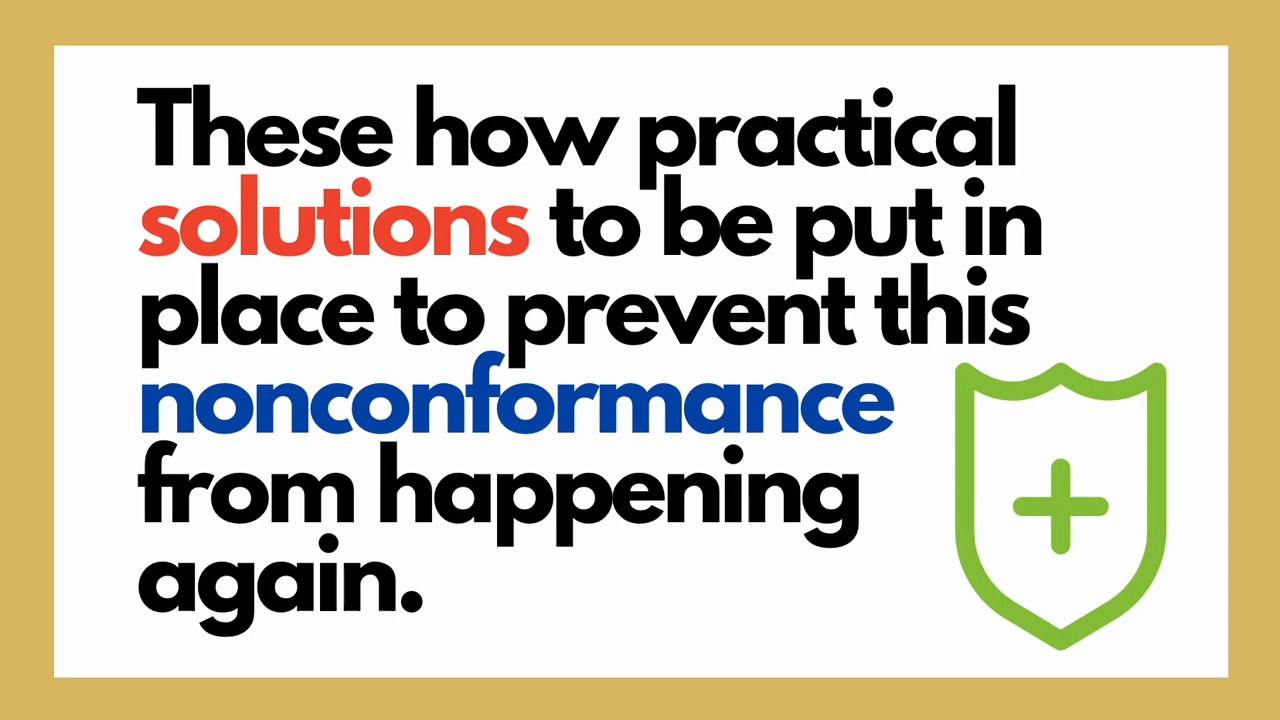 These how practical
solutions to be put in
place to prevent this
nonconformance
from happening
again.